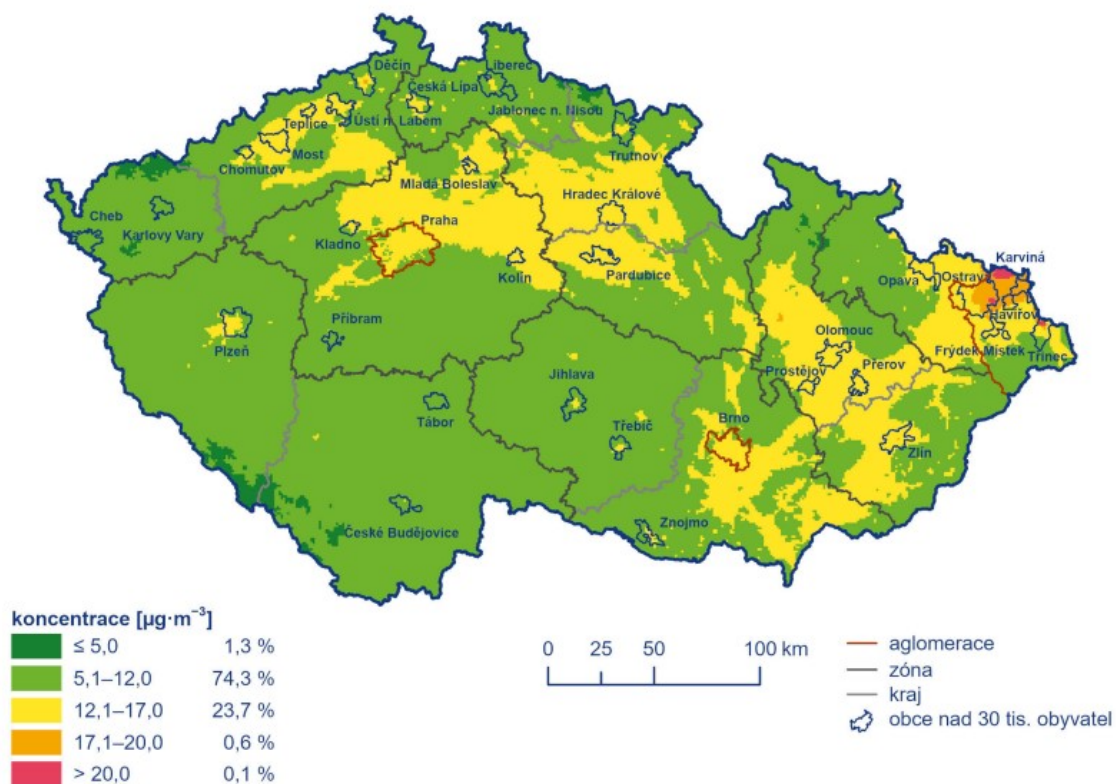 Děčín
Liberec
Česká Lípa
Jablonec n. Nisou
Teplice
Ústí n. Labem
Trutnov
Most
Chomutov
Mladá Boleslav
Hradec Králové
Cheb
Praha
Karlovy Vary
Kladno
Karviná
Kolín
Pardubice
Opava
Ostrava
Havířov
Příbram
Olomouc
Plzeň
Frýdek Místek
Třinec
Prostějov
Přerov
Jihlava
Tábor
Třebíč
Brno
Zlín
České Budějovice
Znojmo
koncentrace [µg·m⁻³]
≤ 5,0 1,3 %
5,1–12,0 74,3 %
12,1–17,0 23,7 %
17,1–20,0 0,6 %
> 20,0 0,1 %
0 25 50 100 km
aglomerace
zóna
kraj
obce nad 30 tis. obyvatel